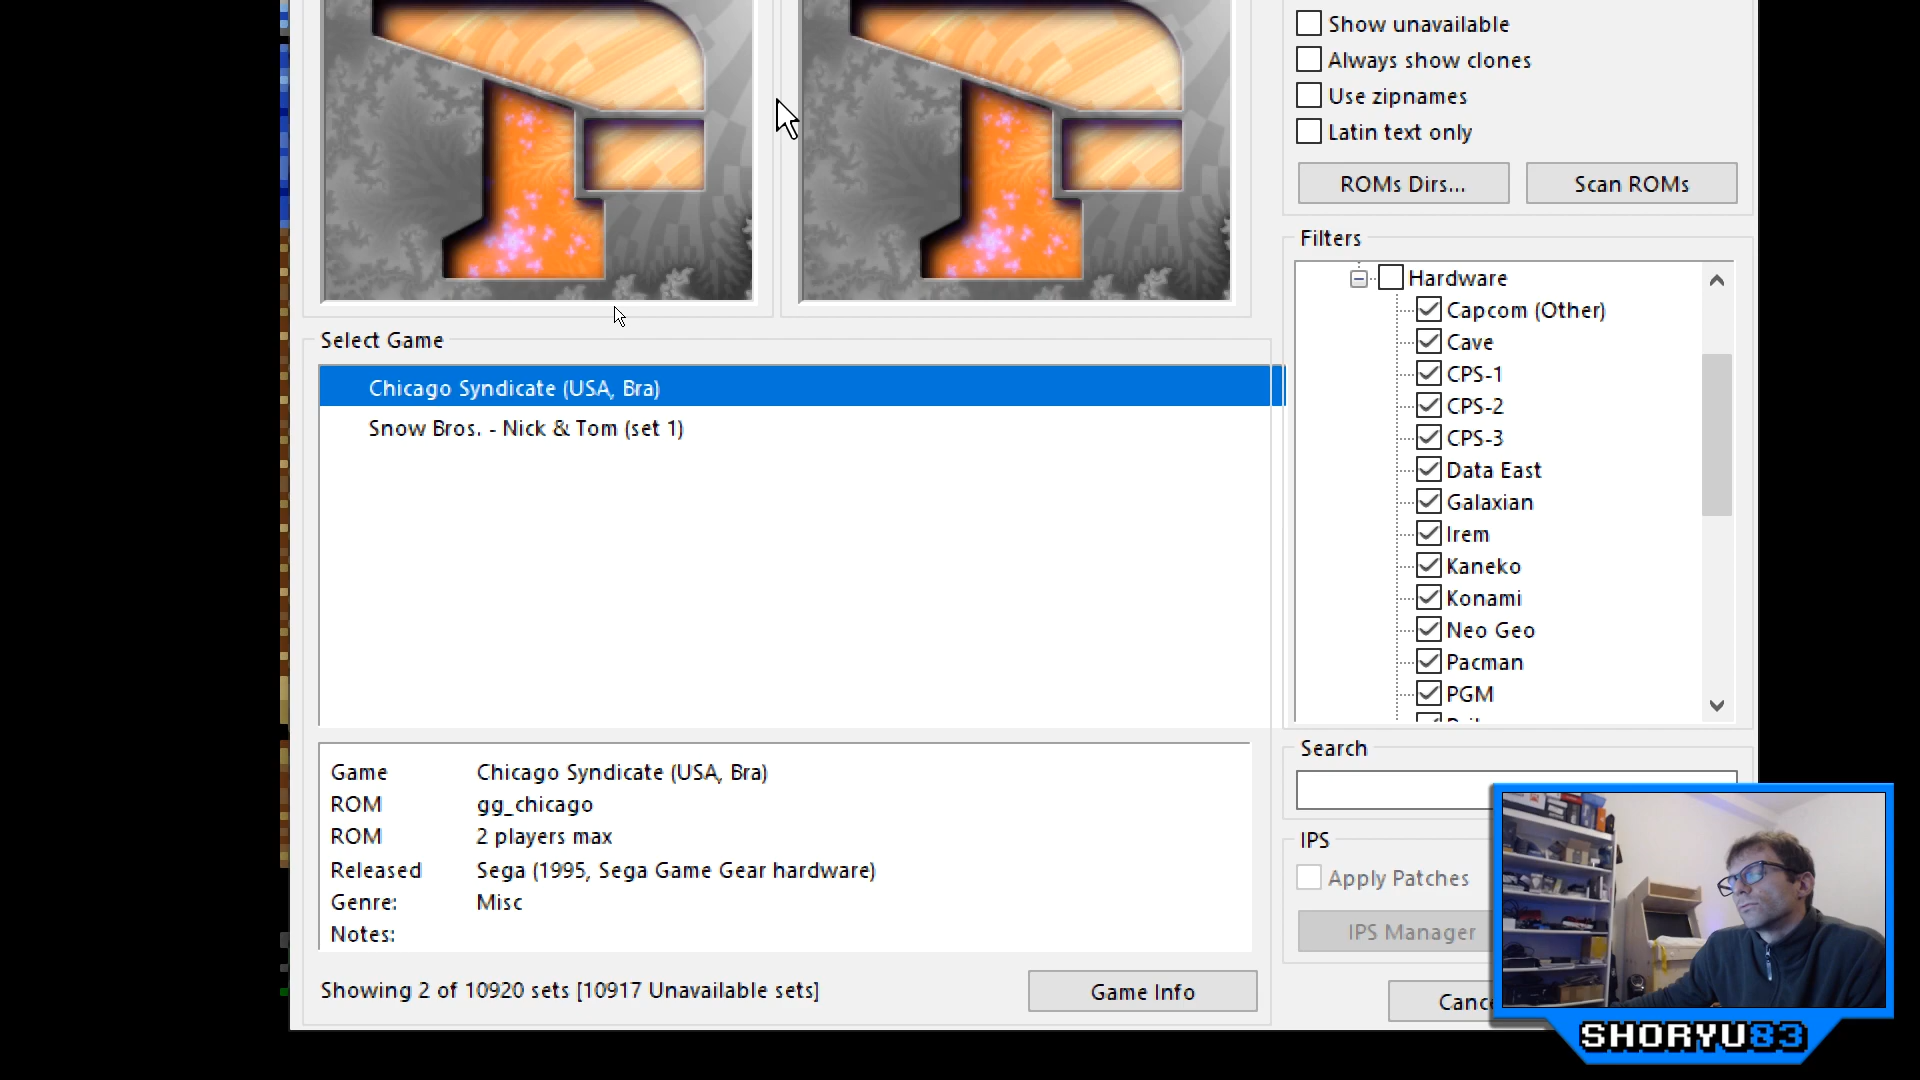 Show unavailable
Always show clones
Use zipnames
Latin text only
ROMs Dirs...
Scan ROMs
Filters
Hardware
Capcom (Other)
Cave
CPS-1
CPS-2
CPS-3
Data East
Galaxian
Irem
Kaneko
Konami
Neo Geo
Pacman
PGM
Select Game
Chicago Syndicate (USA, Bra)
Snow Bros. - Nick & Tom (set 1)
Game Chicago Syndicate (USA, Bra)
ROM gg_chicago
ROM 2 players max
Released Sega (1995, Sega Game Gear hardware)
Genre: Misc
Notes:
Showing 2 of 10920 sets [10917 Unavailable sets]
Game Info
Search
IPS
Apply Patches
IPS Manager
Canc
SHORYU83